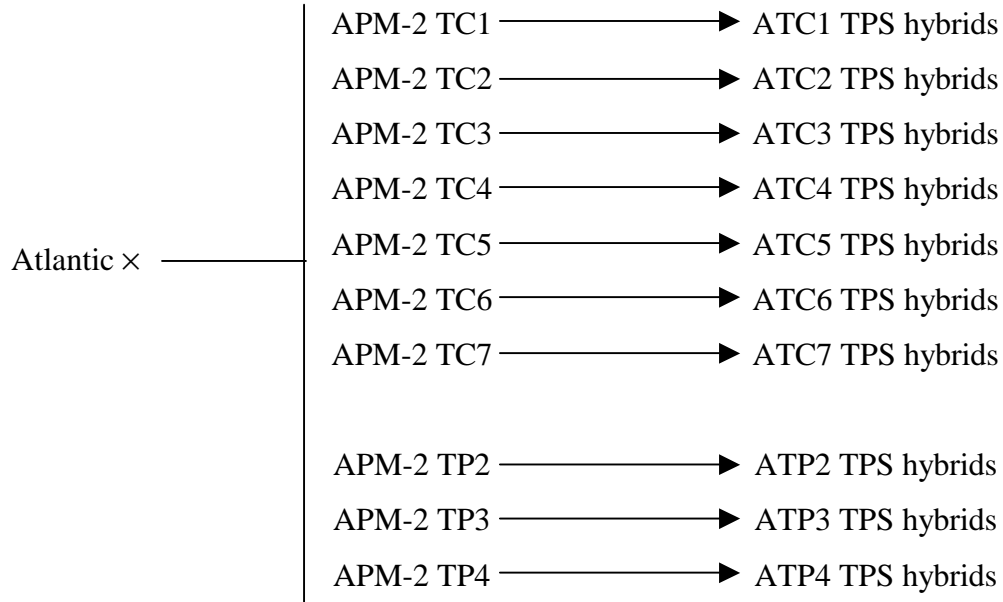 APM-2 TC1 ATC1 TPS hybrids
APM-2 TC2 ATC2 TPS hybrids
APM-2 TC3 ATC3 TPS hybrids
APM-2 TC4 ATC4 TPS hybrids
APM-2 TC5 ATC5 TPS hybrids
Atlantic ×
APM-2 TC6 ATC6 TPS hybrids
APM-2 TC7 ATC7 TPS hybrids
APM-2 TP2 ATP2 TPS hybrids
APM-2 TP3 ATP3 TPS hybrids
APM-2 TP4 ATP4 TPS hybrids